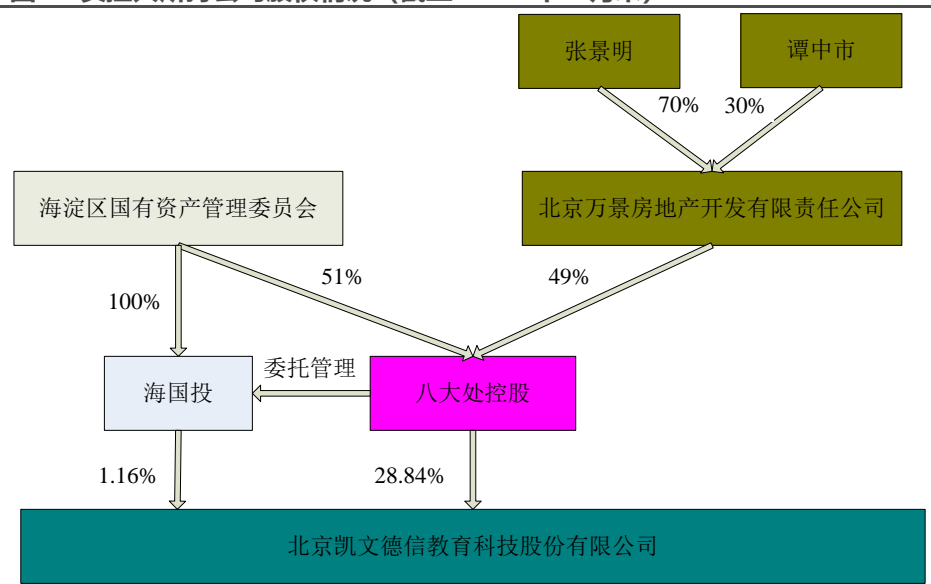 张景明
谭中市
70%
30%
海淀区国有资产管理委员会
北京万景房地产开发有限责任公司
51%
49%
100%
委托管理
海国投
八大处控股
1.16%
28.84%
北京凯文德信教育科技股份有限公司